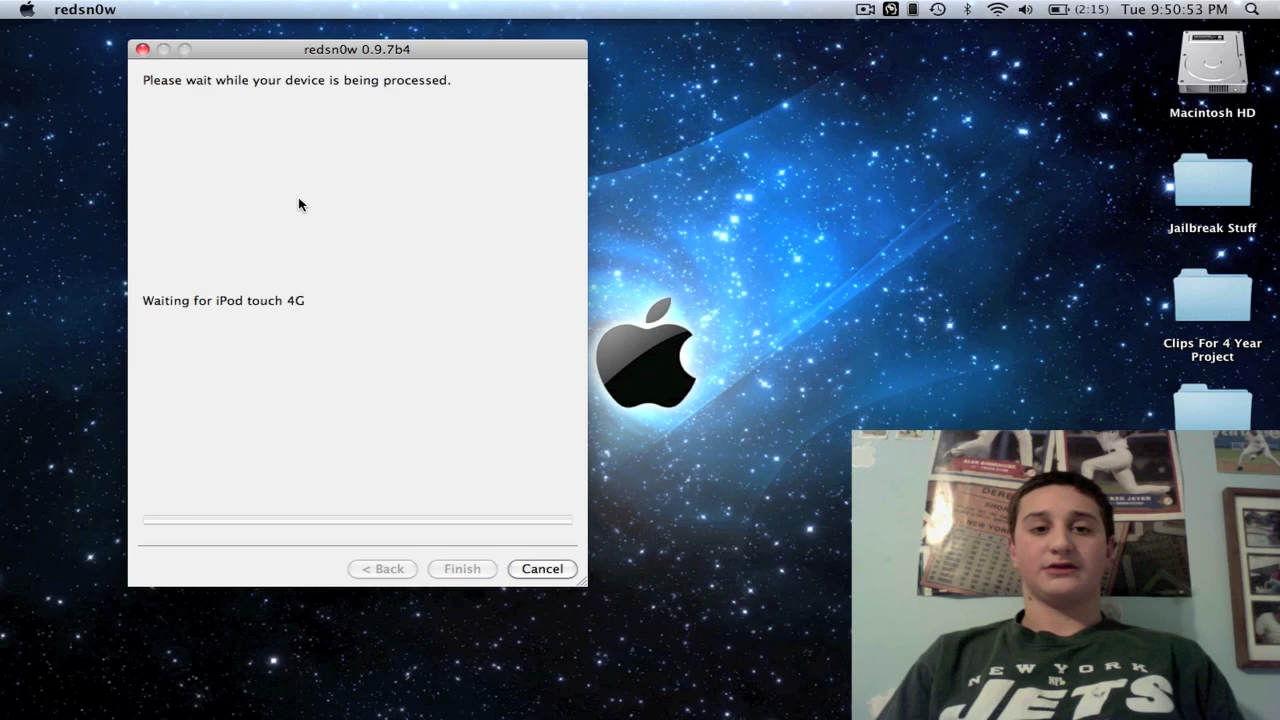 redsn0w
(2:15)
Tue 9:50:53 PM
redsn0w 0.9.7b4
Please wait while your device is being processed.
Waiting for iPod touch 4G
< Back
Finish
Cancel
Macintosh HD
Jailbreak Stuff
Clips For 4 Year
Project
NEW YORK
NFL
JETS